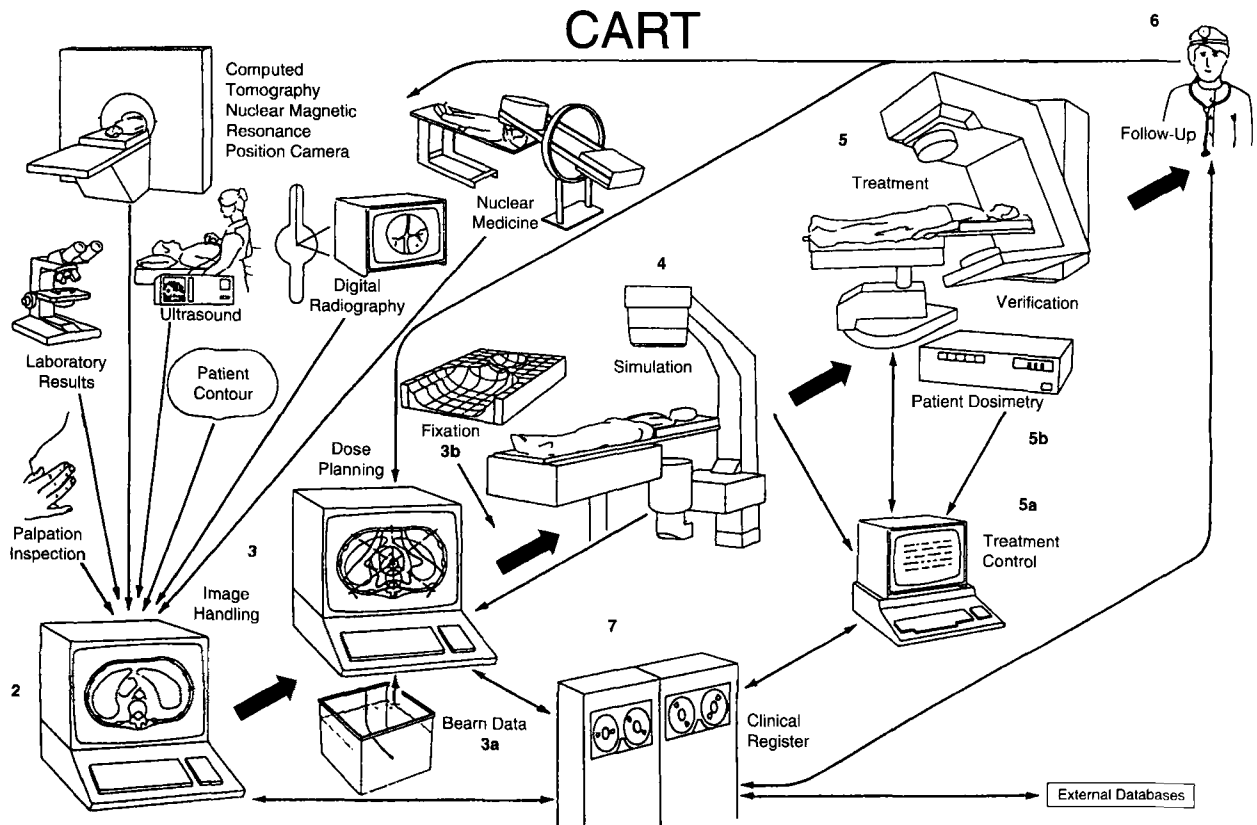 CART
6
Computed
Tomography
Nuclear Magnetic
Resonance
Position Camera
Follow-Up
5
Treatment
Nuclear
Medicine
Digital
Radiography
Ultrasound
4
Verification
Laboratory
Results
Patient
Contour
Simulation
Patient Dosimetry
Fixation
3b
5b
Dose
Planning
5a
Palpation
Inspection
3
Treatment
Control
Image
Handling
7
2
Beam Data
3a
Clinical
Register
External Databases